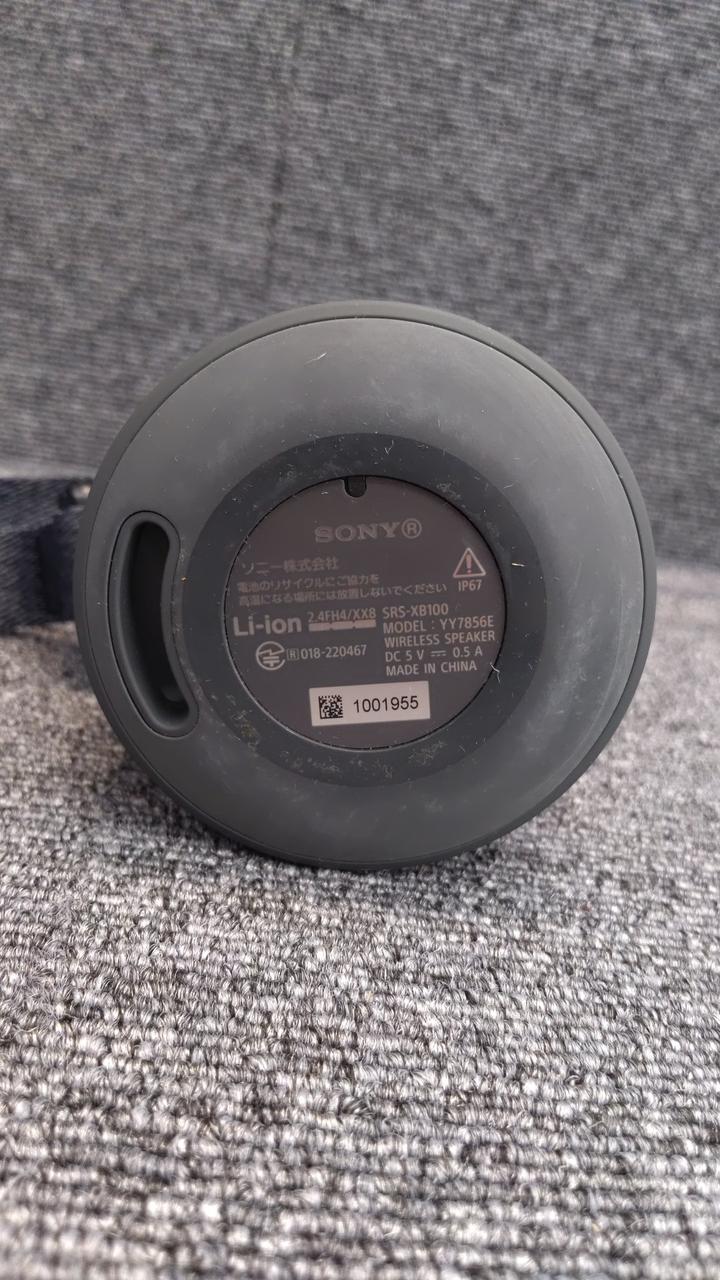 SONY®
ソニー株式会社
電池のリサイクルにご協力を
高温になる場所には放置しないでください
IP67
Li-ion 2.4FH4/XX8
R 018-220467
SRS-XB100
MODEL : YY7856E
WIRELESS SPEAKER
DC 5 V ⎓ 0.5 A
MADE IN CHINA
1001955